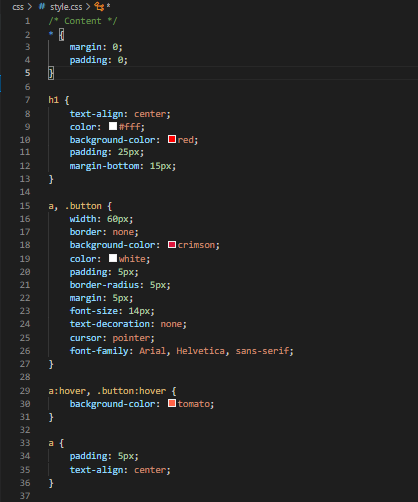 css > # style.css > *
1 /* Content */
2 * {
3 margin: 0;
4 padding: 0;
5 }
6
7 h1 {
8 text-align: center;
9 color: #fff;
10 background-color: red;
11 padding: 25px;
12 margin-bottom: 15px;
13 }
14
15 a, .button {
16 width: 60px;
17 border: none;
18 background-color: crimson;
19 color: white;
20 padding: 5px;
21 border-radius: 5px;
22 margin: 5px;
23 font-size: 14px;
24 text-decoration: none;
25 cursor: pointer;
26 font-family: Arial, Helvetica, sans-serif;
27 }
28
29 a:hover, .button:hover {
30 background-color: tomato;
31 }
32
33 a {
34 padding: 5px;
35 text-align: center;
36 }
37